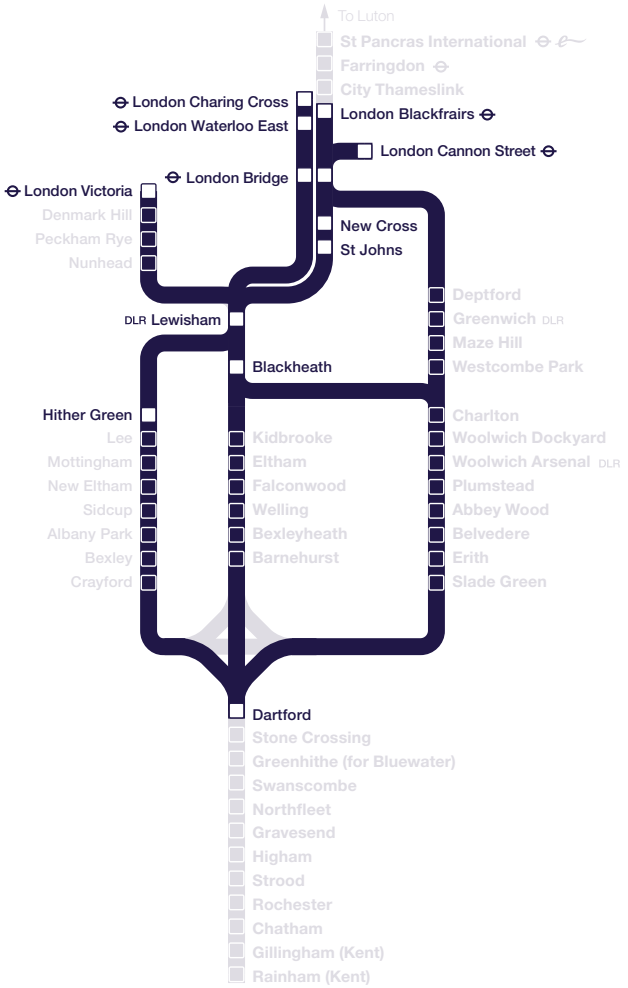 To Luton
St Pancras International
Farringdon
City Thameslink
London Charing Cross
London Blackfrairs
London Waterloo East
London Cannon Street
London Bridge
London Victoria
Denmark Hill
Peckham Rye
Nunhead
New Cross
St Johns
Deptford
Greenwich DLR
Maze Hill
Westcombe Park
DLR Lewisham
Blackheath
Hither Green
Lee
Mottingham
New Eltham
Sidcup
Albany Park
Bexley
Crayford
Kidbrooke
Eltham
Falconwood
Welling
Bexleyheath
Barnehurst
Charlton
Woolwich Dockyard
Woolwich Arsenal DLR
Plumstead
Abbey Wood
Belvedere
Erith
Slade Green
Dartford
Stone Crossing
Greenhithe (for Bluewater)
Swanscombe
Northfleet
Gravesend
Higham
Strood
Rochester
Chatham
Gillingham (Kent)
Rainham (Kent)